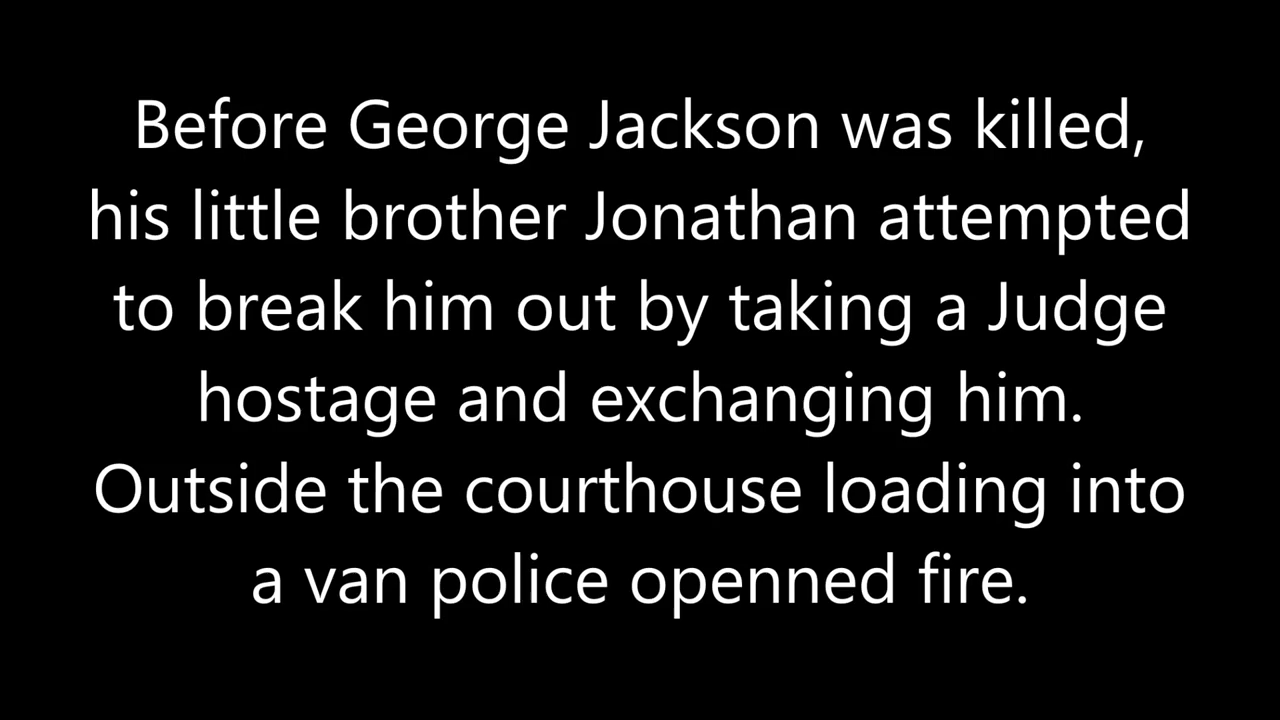 Before George Jackson was killed,
his little brother Jonathan attempted
to break him out by taking a Judge
hostage and exchanging him.
Outside the courthouse loading into
a van police openned fire.